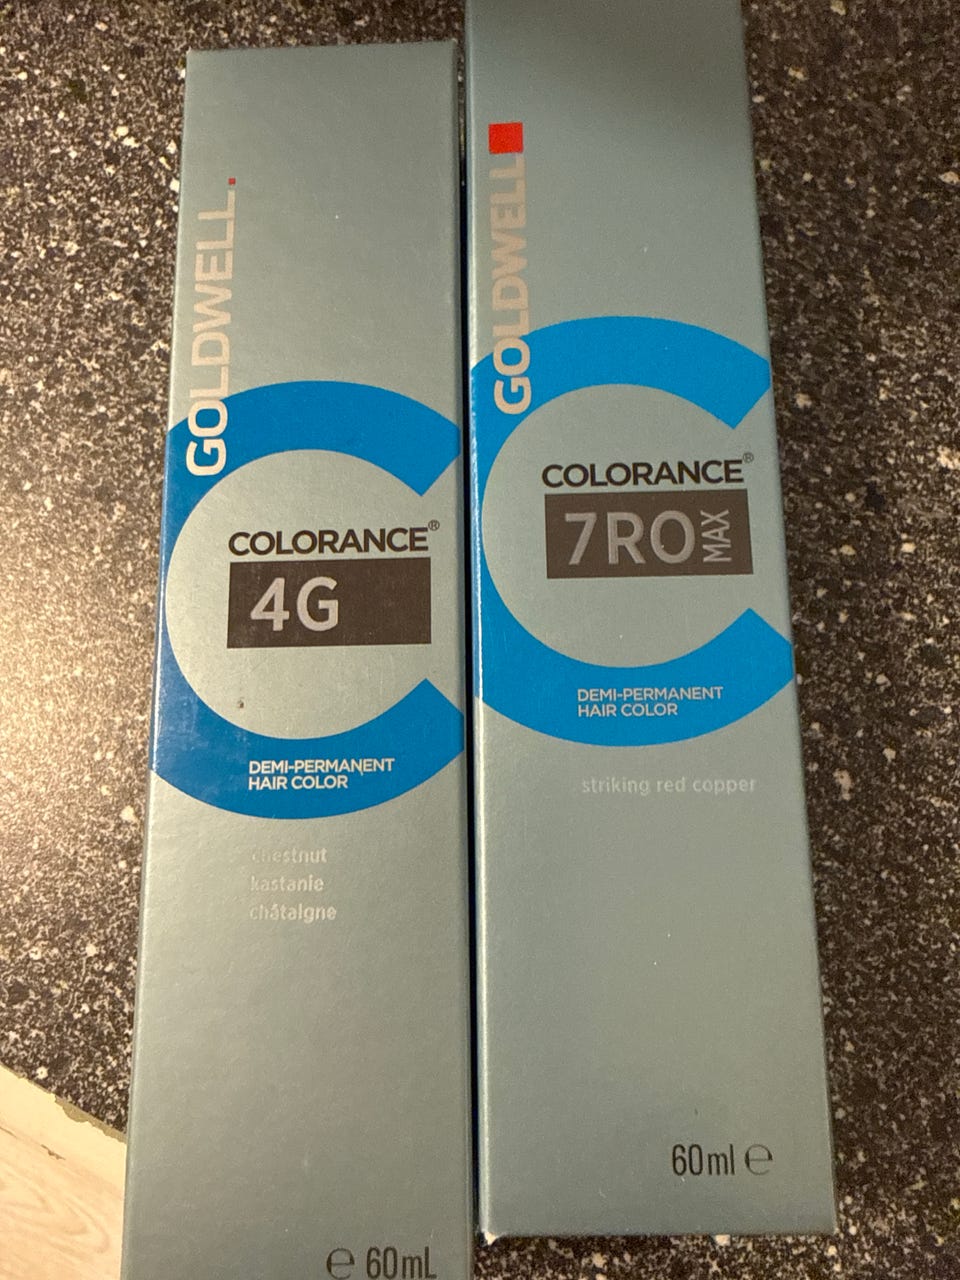 GOLDWELL.
COLORANCE®
4G
DEMI-PERMANENT
HAIR COLOR
chestnut
kastanie
châtaigne
℮ 60mL
GOLDWELL
COLORANCE®
7RO MAX
DEMI-PERMANENT
HAIR COLOR
striking red copper
60ml ℮